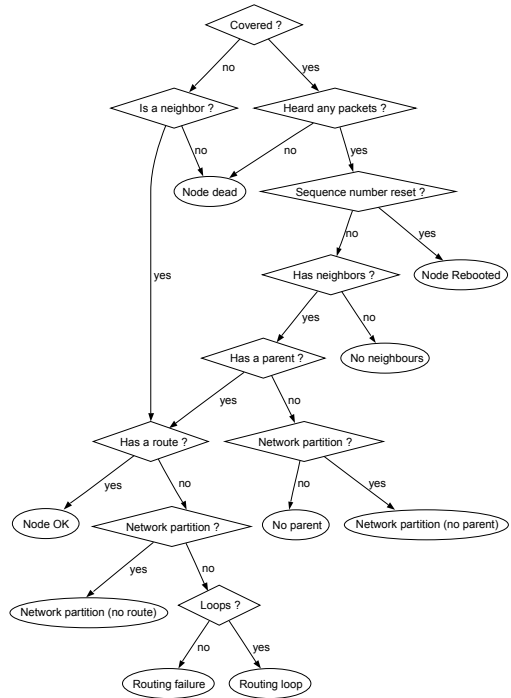 Covered ?
no
yes
Is a neighbor ?
Heard any packets ?
no
no
yes
Node dead
Sequence number reset ?
yes
no
yes
Has neighbors ?
Node Rebooted
yes
no
Has a parent ?
No neighbours
yes
no
Has a route ?
Network partition ?
yes
no
no
yes
Node OK
Network partition ?
No parent
Network partition (no parent)
yes
no
Network partition (no route)
Loops ?
no
yes
Routing failure
Routing loop